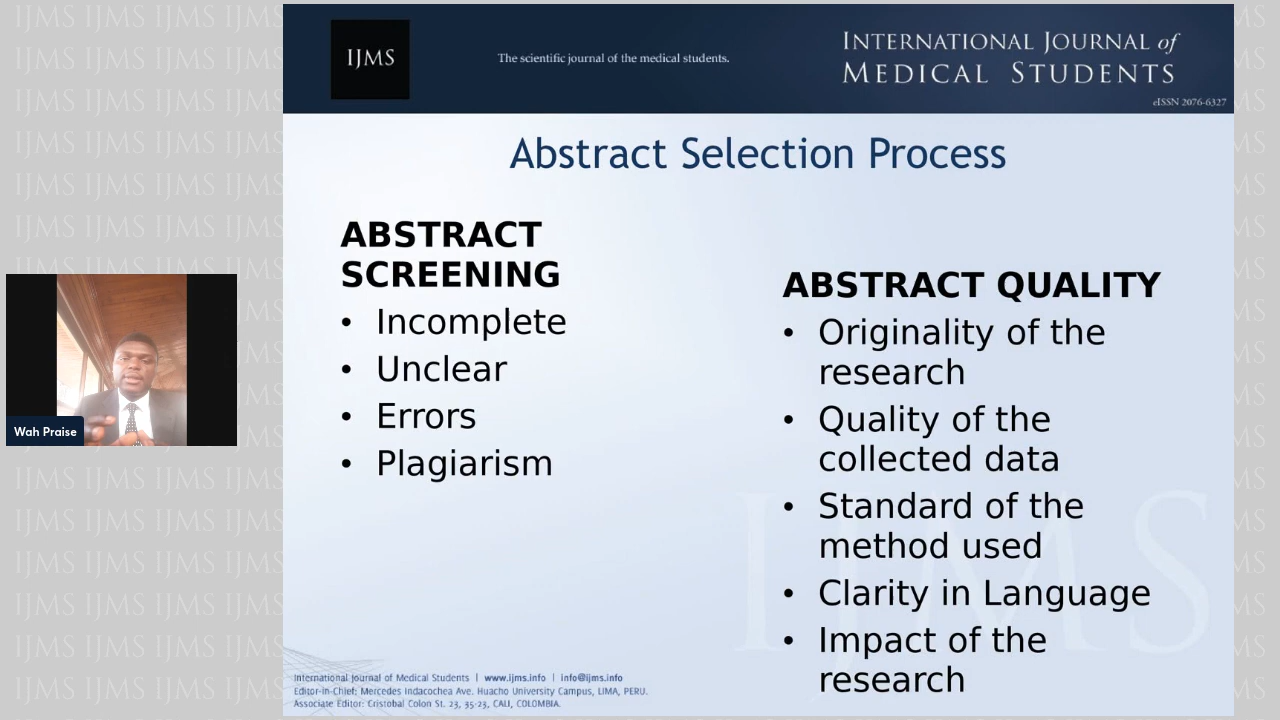 IJMS
The scientific journal of the medical students.
INTERNATIONAL JOURNAL of
MEDICAL STUDENTS
eISSN 2076-6327
Abstract Selection Process
ABSTRACT
SCREENING
• Incomplete
• Unclear
• Errors
• Plagiarism
ABSTRACT QUALITY
• Originality of the
research
• Quality of the
collected data
• Standard of the
method used
• Clarity in Language
• Impact of the
research
IJMS
Wah Praise
International Journal of Medical Students | www.ijms.info | info@ijms.info
Editor-in-Chief: Mercedes Indacochea Ave. Huacho University Campus, LIMA, PERU.
Associate Editor: Cristobal Colon St. 23, 35-23, CALI, COLOMBIA.